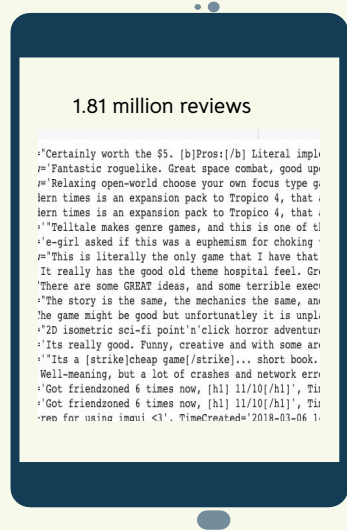 1.81 million reviews
="Certainly worth the $5. [b]Pros:[/b] Literal imple
='Fantastic roguelike. Great space combat, good up
='Relaxing open-world choose your own focus type g
dern times is an expansion pack to Tropico 4, that
dern times is an expansion pack to Tropico 4, that
='"Telltale makes genre games, and this is one of t
='e-girl asked if this was a euphemism for choking
="This is literally the only game that I have that
It really has the good old theme hospital feel. Gre
'There are some GREAT ideas, and some terrible execu
="The story is the same, the mechanics the same, an
The game might be good but unfortunatley it is unpl
="2D isometric sci-fi point'n'click horror adventur
='Its really good. Funny, creative and with some ar
='"Its a [strike]cheap game[/strike]... short book.
Well-meaning, but a lot of crashes and network err
='Got friendzoned 6 times now, [h1] 11/10[/h1]', Ti
='Got friendzoned 6 times now, [h1] 11/10[/h1]', Ti
rep for using imgui <3', TimeCreated='2018-03-06